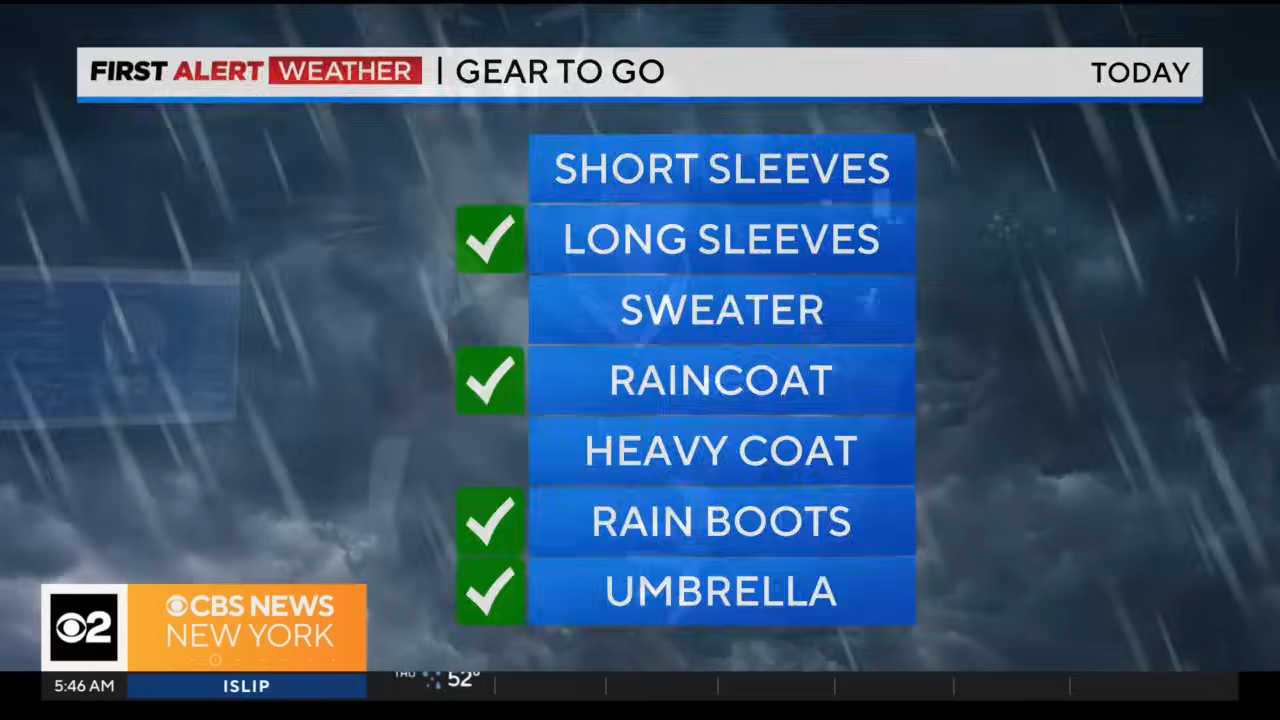 FIRST ALERT WEATHER | GEAR TO GO
TODAY
SHORT SLEEVES
LONG SLEEVES
SWEATER
RAINCOAT
HEAVY COAT
RAIN BOOTS
UMBRELLA
2
CBS NEWS
NEW YORK
5:46 AM
ISLIP
THU
52°